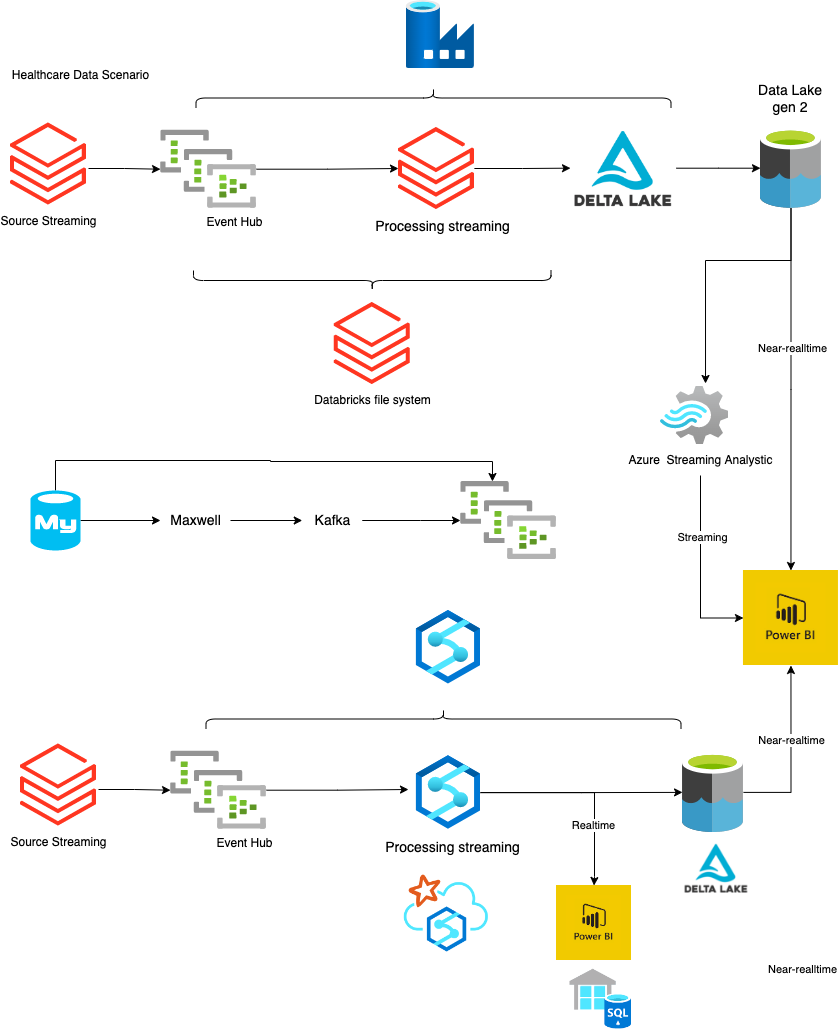 Healthcare Data Scenario
Data Lake
gen 2
Source Streaming
Event Hub
Processing streaming
DELTA LAKE
Databricks file system
Near-realltime
Azure  Streaming Analystic
My
Maxwell
Kafka
Streaming
Power BI
Near-realtime
Source Streaming
Event Hub
Processing streaming
Realtime
DELTA LAKE
Power BI
Near-realltime
SQL